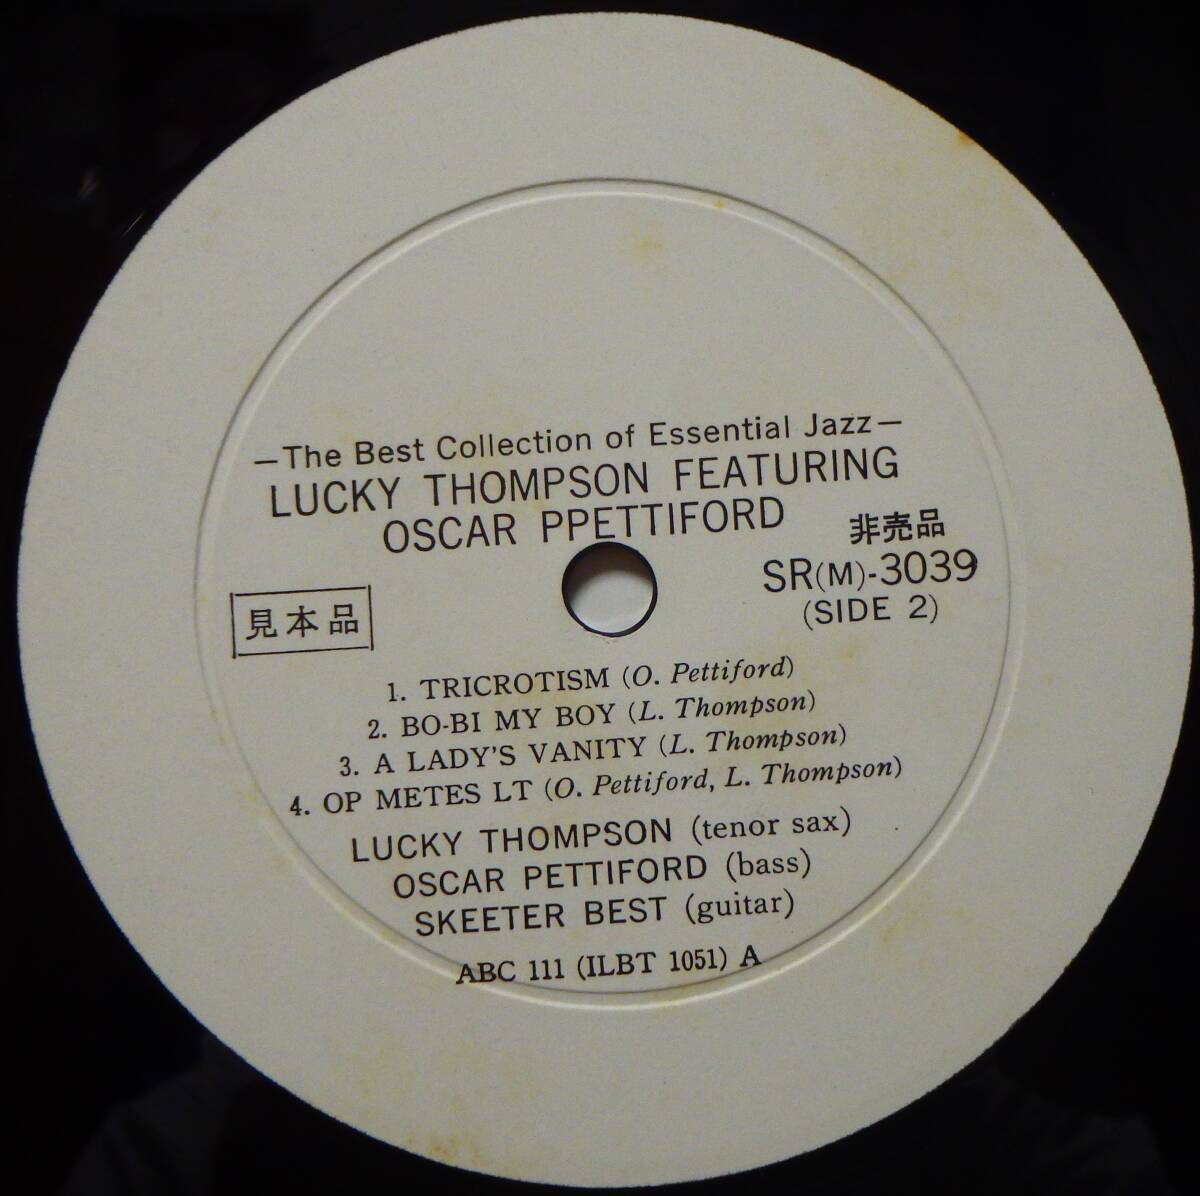 —The Best Collection of Essential Jazz—
LUCKY THOMPSON FEATURING
OSCAR PPETTIFORD
非売品
SR(M)-3039
(SIDE 2)
見本品
1. TRICROTISM (O. Pettiford)
2. BO-BI MY BOY (L. Thompson)
3. A LADY'S VANITY (L. Thompson)
4. OP METES LT (O. Pettiford, L. Thompson)
LUCKY THOMPSON (tenor sax)
OSCAR PETTIFORD (bass)
SKEETER BEST (guitar)
ABC 111 (ILBT 1051) A